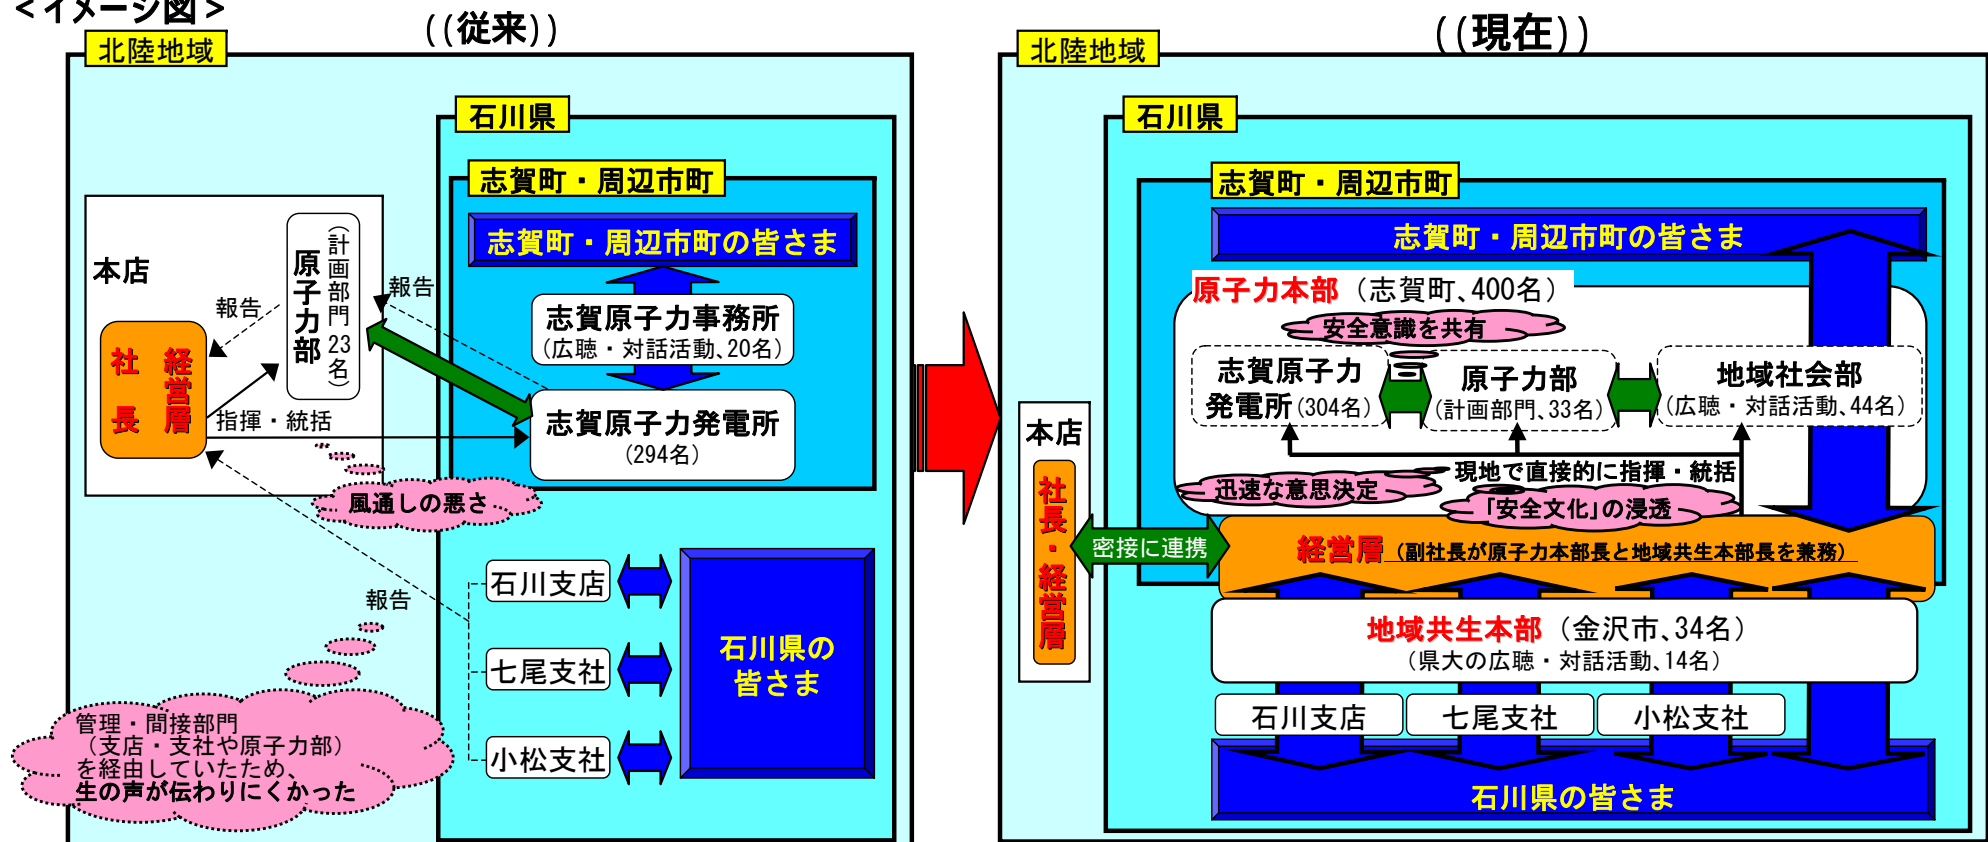 <イメージ図>
((従来))
北陸地域
石川県
志賀町・周辺市町
志賀町・周辺市町の皆さま
本店
原子力部
(計画部門23名)
報告
報告
社長
経営層
指揮・統括
志賀原子力事務所
(広聴・対話活動、20名)
志賀原子力発電所
(294名)
風通しの悪さ
報告
石川支店
七尾支社
小松支社
石川県の
皆さま
管理・間接部門
(支店・支社や原子力部)
を経由していたため、
生の声が伝わりにくかった
((現在))
北陸地域
石川県
志賀町・周辺市町
志賀町・周辺市町の皆さま
原子力本部(志賀町、400名)
安全意識を共有
志賀原子力
発電所(304名)
原子力部
(計画部門、33名)
地域社会部
(広聴・対話活動、44名)
現地で直接的に指揮・統括
迅速な意思決定
「安全文化」の浸透
本店
社長・経営層
密接に連携
経営層(副社長が原子力本部長と地域共生本部長を兼務)
地域共生本部(金沢市、34名)
(県大の広聴・対話活動、14名)
石川支店
七尾支社
小松支社
石川県の皆さま